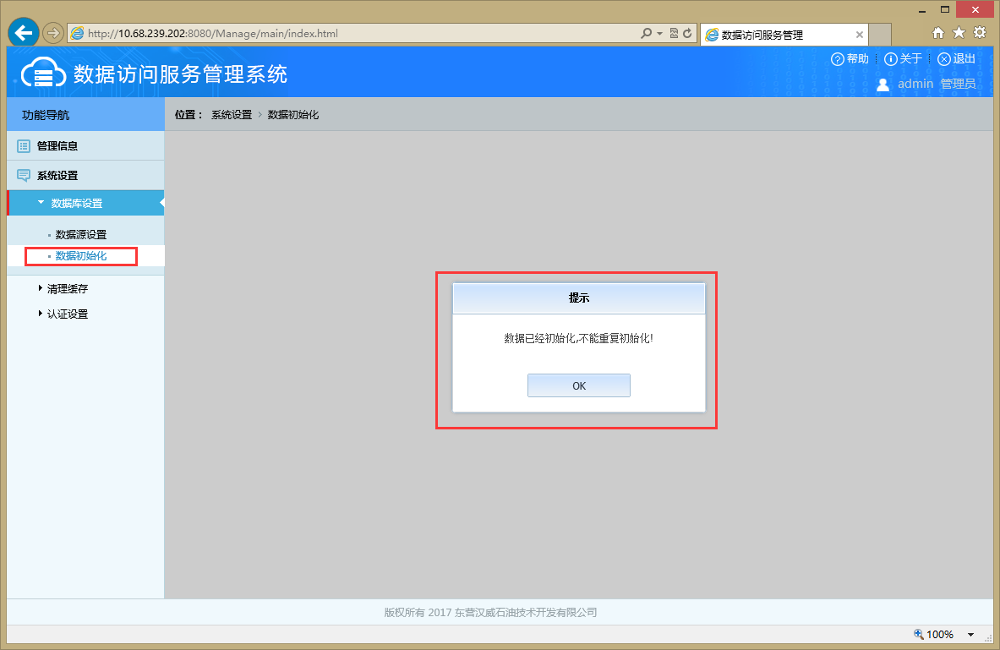 http://10.68.239.202:8080/Manage/main/index.html
数据访问服务管理
数据访问服务管理系统
帮助
关于
退出
admin 管理员
功能导航
位置： 系统设置 > 数据初始化
管理信息
系统设置
数据库设置
数据源设置
数据初始化
清理缓存
认证设置
提示
数据已经初始化,不能重复初始化!
OK
版权所有 2017 东营汉威石油技术开发有限公司
100%